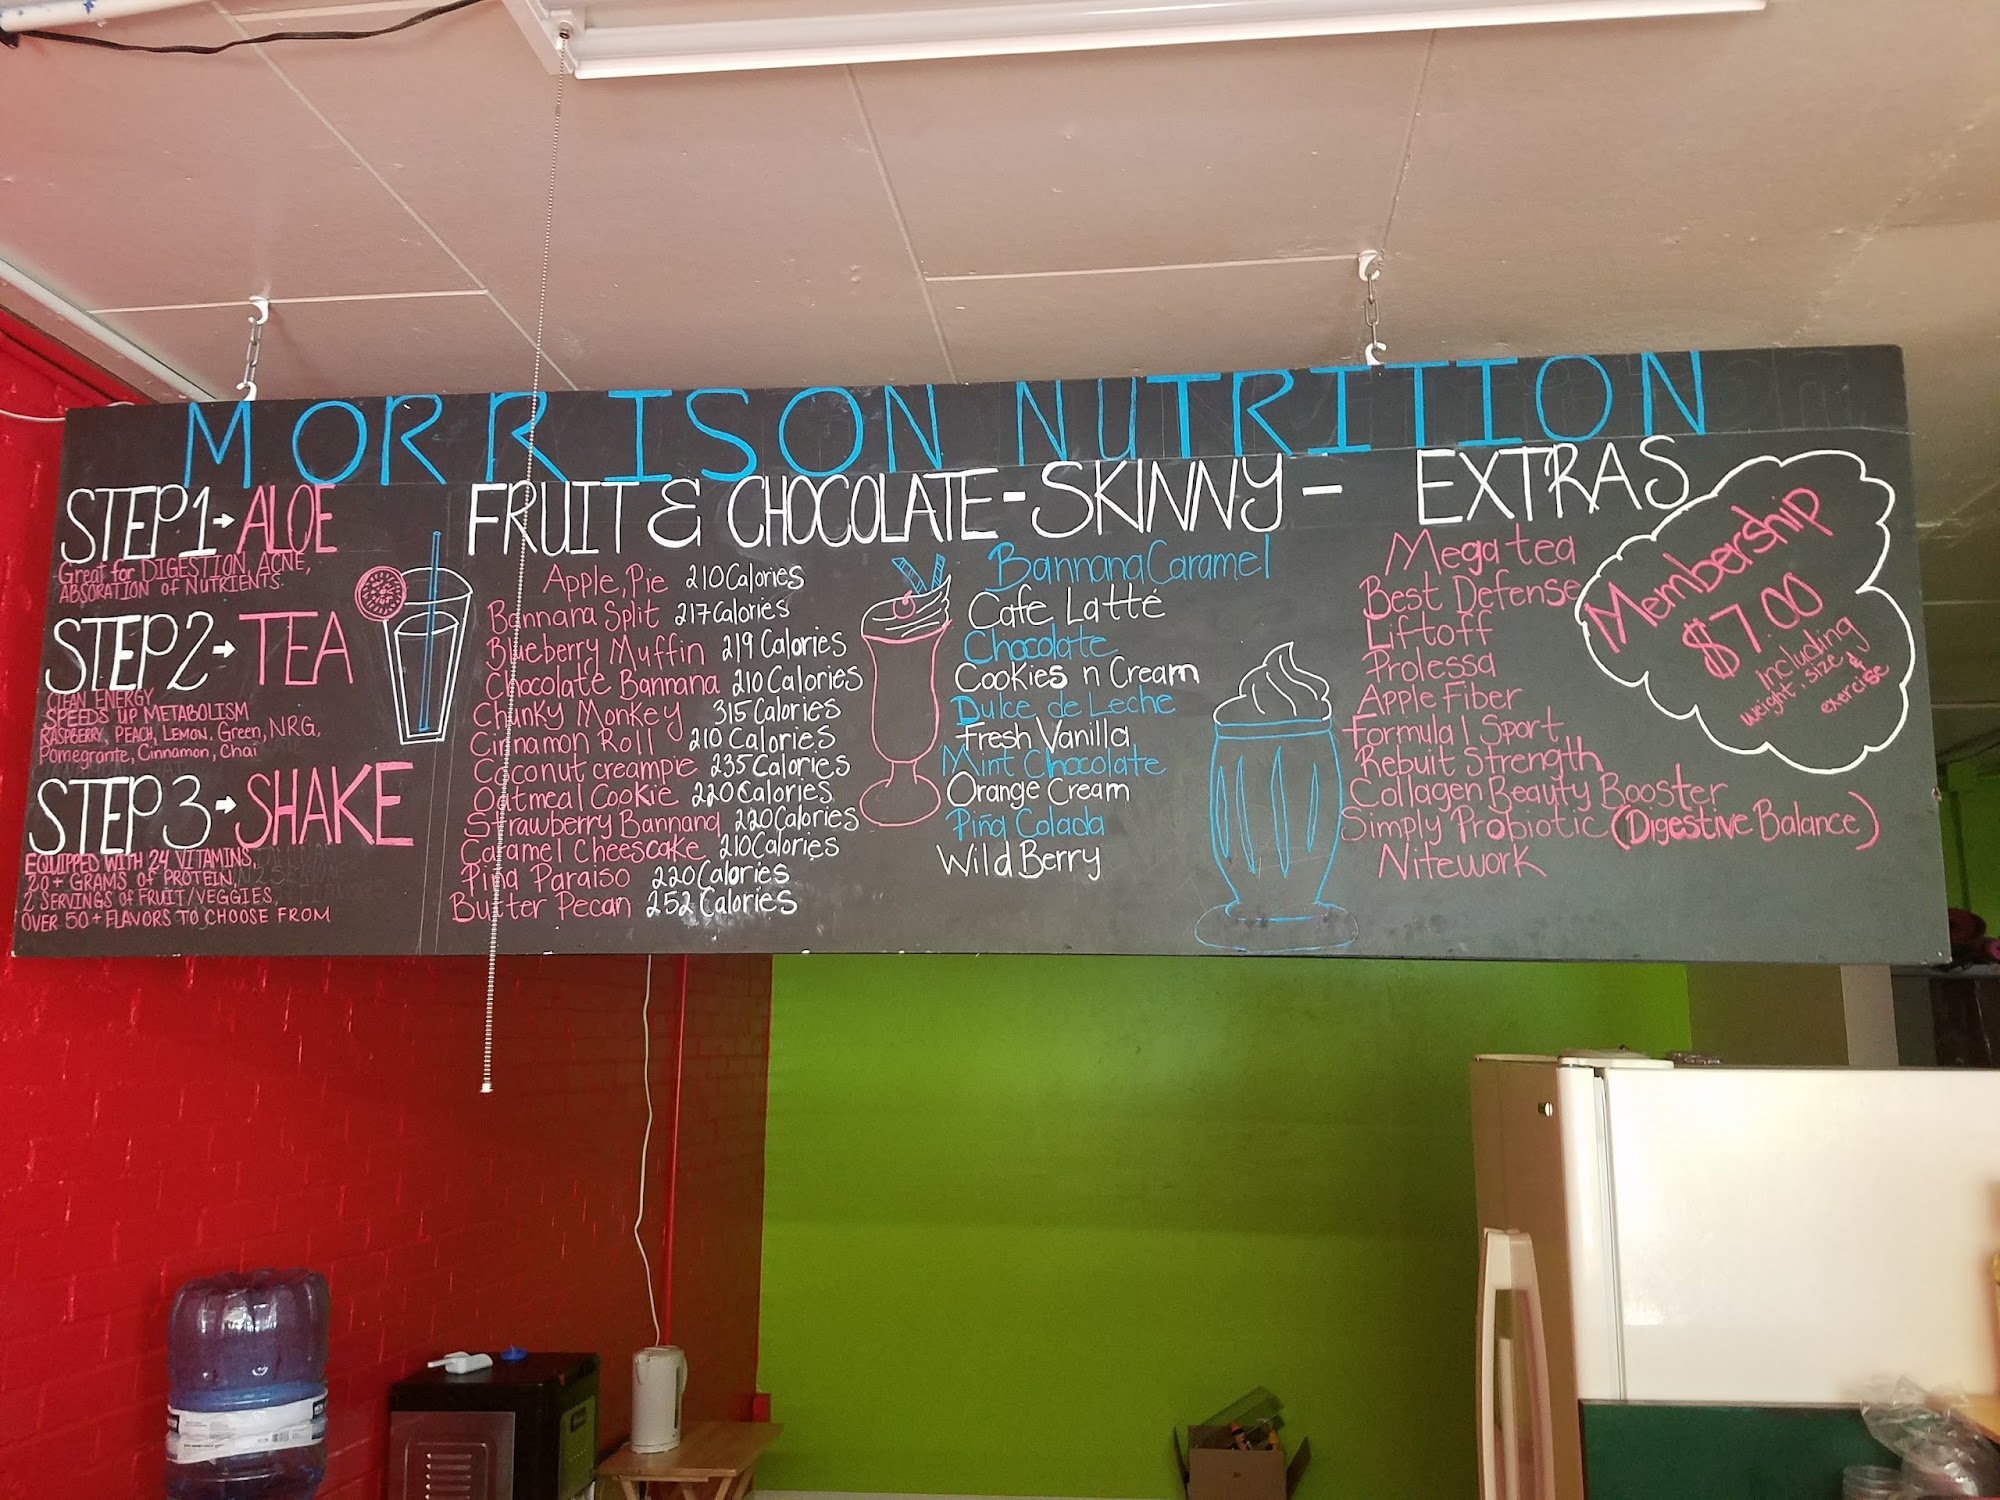 MORRISON NUTRITION
STEP 1→ ALOE
Great for DIGESTION, ACNE,
ABSORATION of NUTRIENTS
STEP 2→ TEA
CLEAN ENERGY
SPEEDS UP METABOLISM
RASPBERRY, PEACH, LEMON, Green, NRG,
Pomegrante, Cinnamon, Chai
STEP 3→ SHAKE
EQUIPPED WITH 24 VITAMINS,
20+ GRAMS OF PROTEIN,
2 SERVINGS OF FRUIT/VEGGIES,
OVER 50+ FLAVORS TO CHOOSE FROM
FRUIT & CHOCOLATE
Apple Pie 210 Calories
Bannana Split 217 Calories
Blueberry Muffin 219 Calories
Chocolate Bannana 210 Calories
Chunky Monkey 315 Calories
Cinnamon Roll 210 Calories
Coconut creampie 235 Calories
Oatmeal Cookie 220 Calories
Strawberry Bannana 220 Calories
Caramel Cheescake 210 Calories
Piña Paraiso 220 Calories
Butter Pecan 252 Calories
-SKINNY-
Bannana Caramel
Cafe Latté
Chocolate
Cookies n Cream
Dulce de Leche
Fresh Vanilla
Mint Chocolate
Orange Cream
Piña Colada
Wild Berry
EXTRAS
Mega tea
Best Defense
Liftoff
Prolessa
Apple Fiber
Formula 1 Sport
Rebuit Strength
Collagen Beauty Booster
Simply Probiotic (Digestive Balance)
Nitework
Membership
$7.00
including
weight, size &
exercise